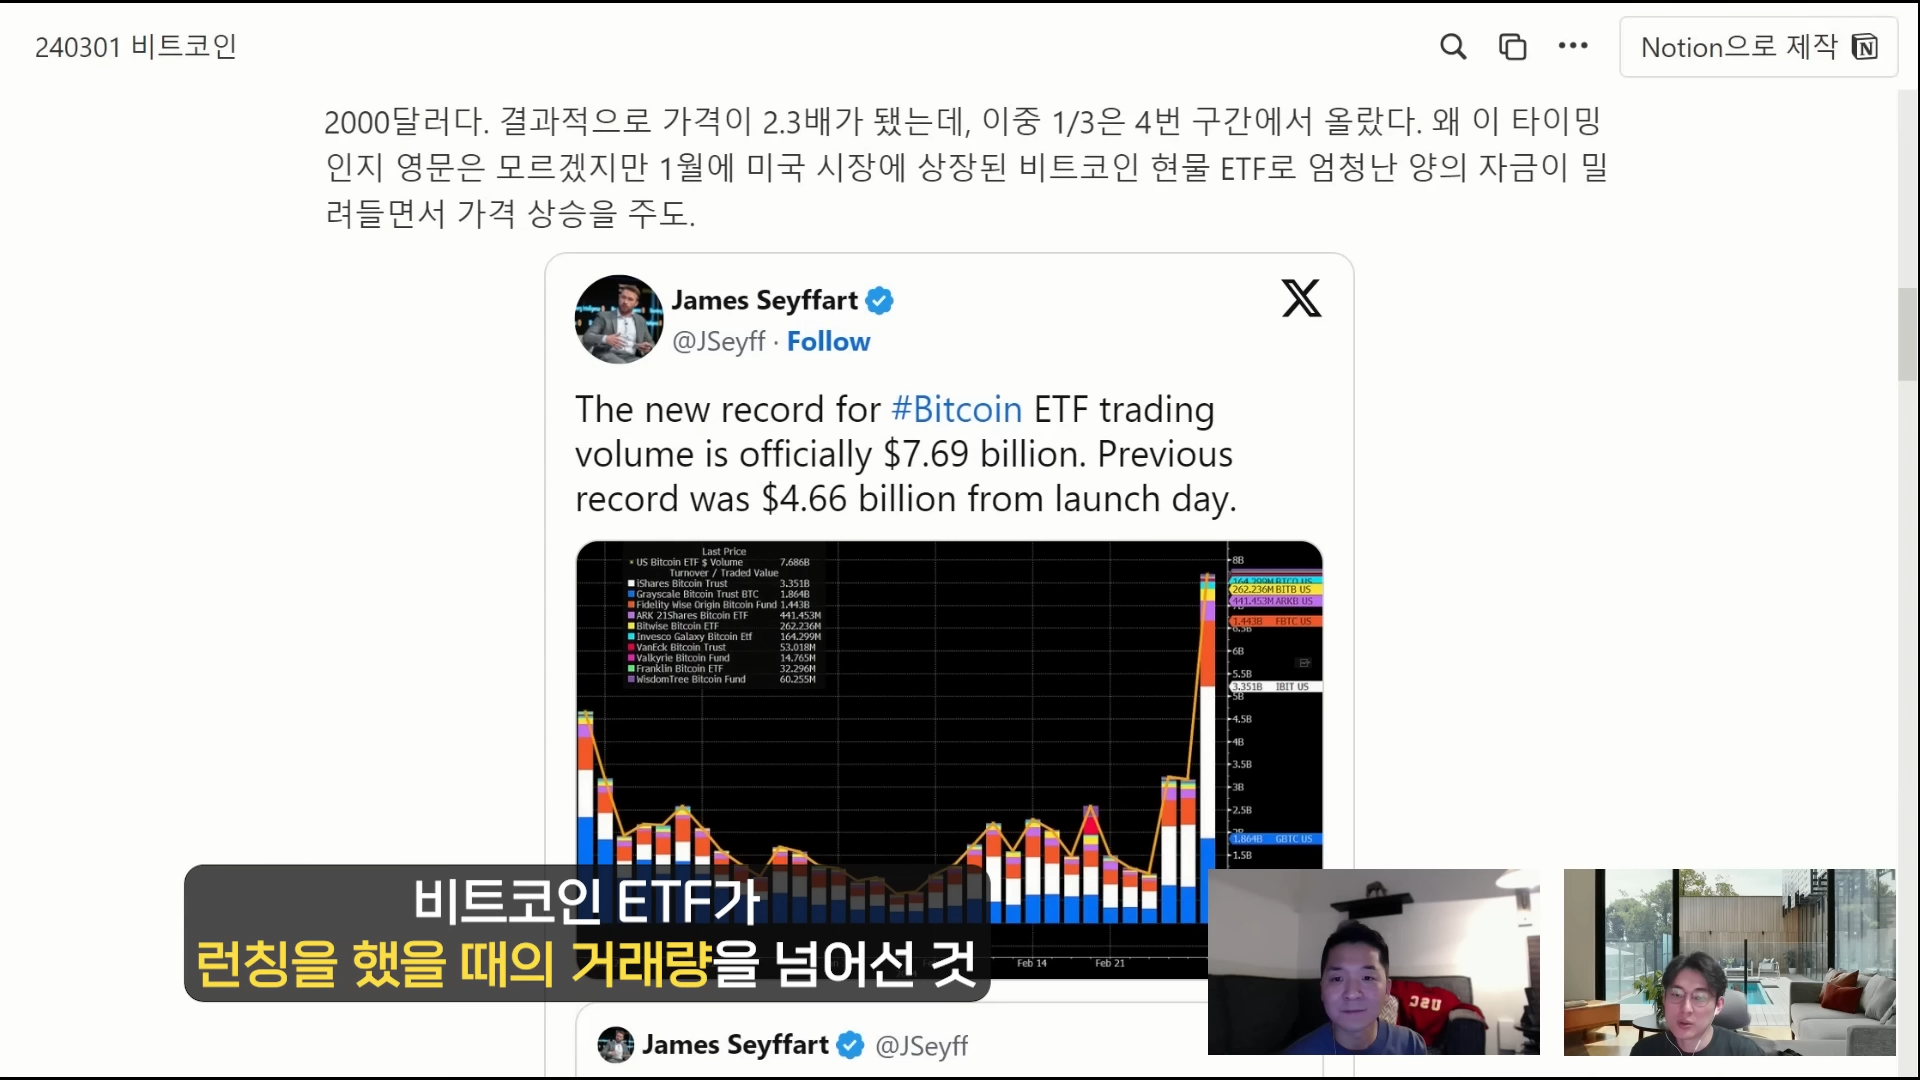 240301 비트코인
Notion으로 제작
2000달러다. 결과적으로 가격이 2.3배가 됐는데, 이중 1/3은 4번 구간에서 올랐다. 왜 이 타이밍
인지 영문은 모르겠지만 1월에 미국 시장에 상장된 비트코인 현물 ETF로 엄청난 양의 자금이 밀
려들면서 가격 상승을 주도.
James Seyffart
@JSeyff · Follow
The new record for #Bitcoin ETF trading
volume is officially $7.69 billion. Previous
record was $4.66 billion from launch day.
Last Price
US Bitcoin ETF $ Volume 7.686B
Turnover / Traded Value
iShares Bitcoin Trust 3.351B
Grayscale Bitcoin Trust BTC 1.864B
Fidelity Wise Origin Bitcoin Fund 1.443B
ARK 21Shares Bitcoin ETF 441.453M
Bitwise Bitcoin ETF 262.236M
Invesco Galaxy Bitcoin Etf 164.299M
VanEck Bitcoin Trust 53.018M
Valkyrie Bitcoin Fund 14.765M
Franklin Bitcoin ETF 32.296M
WisdomTree Bitcoin Fund 60.255M
8B
164.299M BTCO US
262.236M BITB US
441.453M ARKB US
1.443B FBTC US
6.5B
6B
5.5B
3.351B IBIT US
5B
4.5B
4B
3.5B
3B
2.5B
2B
1.864B GBTC US
1.5B
Feb 14
Feb 21
비트코인 ETF가
런칭을 했을 때의 거래량을 넘어선 것
USC
James Seyffart @JSeyff